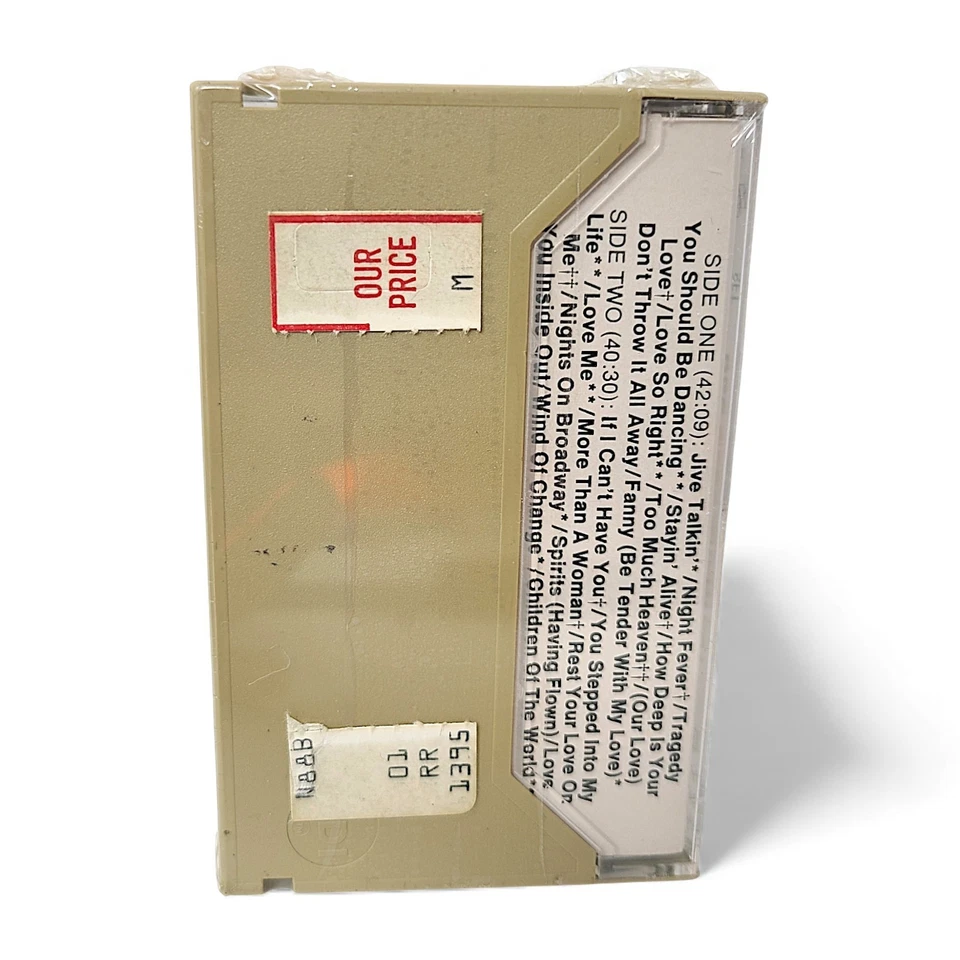 SIDE ONE (42:09): Jive Talkin'*/Night Fever†/Tragedy
You Should Be Dancing**/Stayin' Alive†/How Deep Is Your
Love†/Love So Right**/Too Much Heaven††/(Our Love)
Don't Throw It All Away/Fanny (Be Tender With My Love)*
SIDE TWO (40:30): If I Can't Have You†/You Stepped Into My
Life**/Love Me**/More Than A Woman†/Rest Your Love On
Me††/Nights On Broadway*/Spirits (Having Flown)/Love
You Inside Out/Wind Of Change*/Children Of The World**
OUR
PRICE
M
01
RR
1395